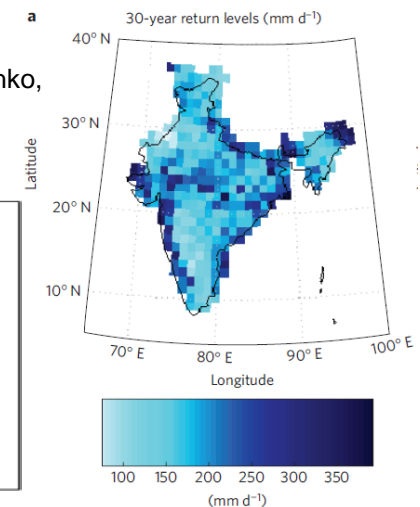 a 30-year return levels (mm d⁻¹)
nko,
40° N
30° N
20° N
10° N
Latitude
70° E 80° E 90° E 100° E
Longitude
100 150 200 250 300 350
(mm d⁻¹)